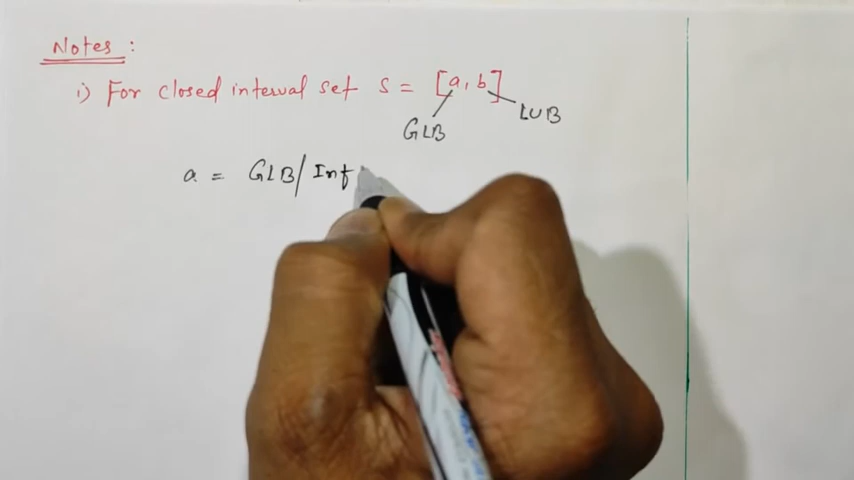 Notes :
i) For closed interval set S = [a, b]
GLB
LUB
a = GLB/Inf